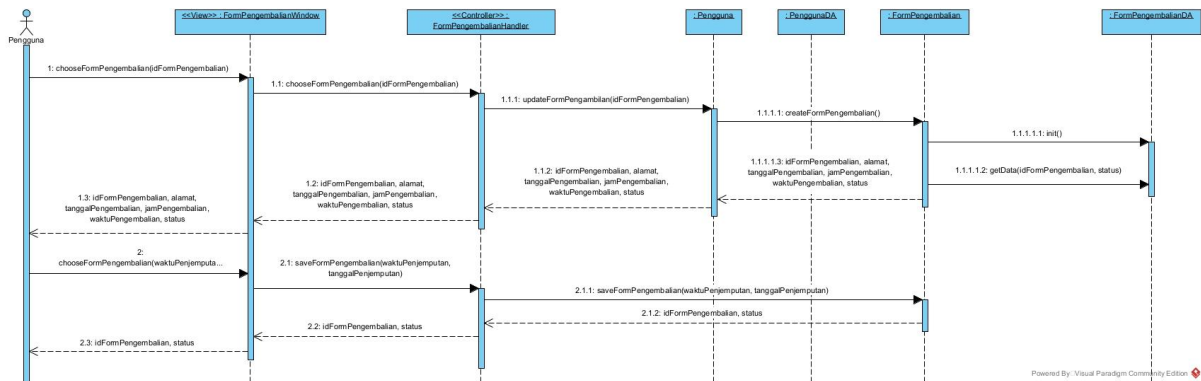 <<View>> : FormPengembalianWindow
<<Controller>> :
FormPengembalianHandler
: Pengguna
: PenggunaDA
: FormPengembalian
: FormPengembalianDA
Pengguna
1: chooseFormPengembalian(idFormPengembalian)
1.1: chooseFormPengembalian(idFormPengembalian)
1.1.1: updateFormPengambilan(idFormPengembalian)
1.1.1.1: createFormPengembalian()
1.1.1.1.1: init()
1.1.1.1.2: getData(idFormPengembalian, status)
1.1.1.1.3: idFormPengembalian, alamat,
tanggalPengembalian, jamPengembalian,
waktuPengembalian, status
1.1.2: idFormPengembalian, alamat,
tanggalPengembalian, jamPengembalian,
waktuPengembalian, status
1.2: idFormPengembalian, alamat,
tanggalPengembalian, jamPengembalian,
waktuPengembalian, status
1.3: idFormPengembalian, alamat,
tanggalPengembalian, jamPengembalian,
waktuPengembalian, status
2:
chooseFormPengembalian(waktuPenjemputa...
2.1: saveFormPengembalian(waktuPenjemputan,
tanggalPenjemputan)
2.1.1: saveFormPengembalian(waktuPenjemputan, tanggalPenjemputan)
2.1.2: idFormPengembalian, status
2.2: idFormPengembalian, status
2.3: idFormPengembalian, status
Powered By: Visual Paradigm Community Edition